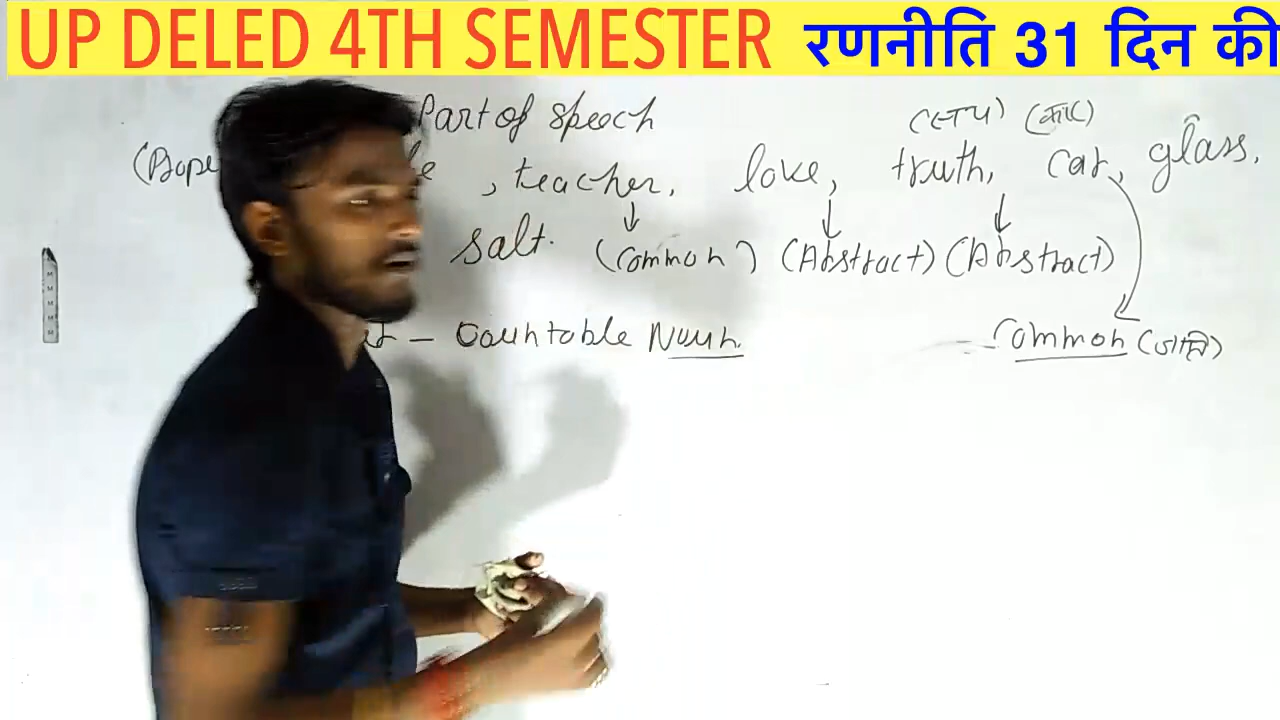 UP DELED 4TH SEMESTER रणनीति 31 दिन की
Part of speech
, teacher, love, truth, car, glass,
salt. (Common) (Abstract) (Abstract)
– Countable Noun. Common (जाति)